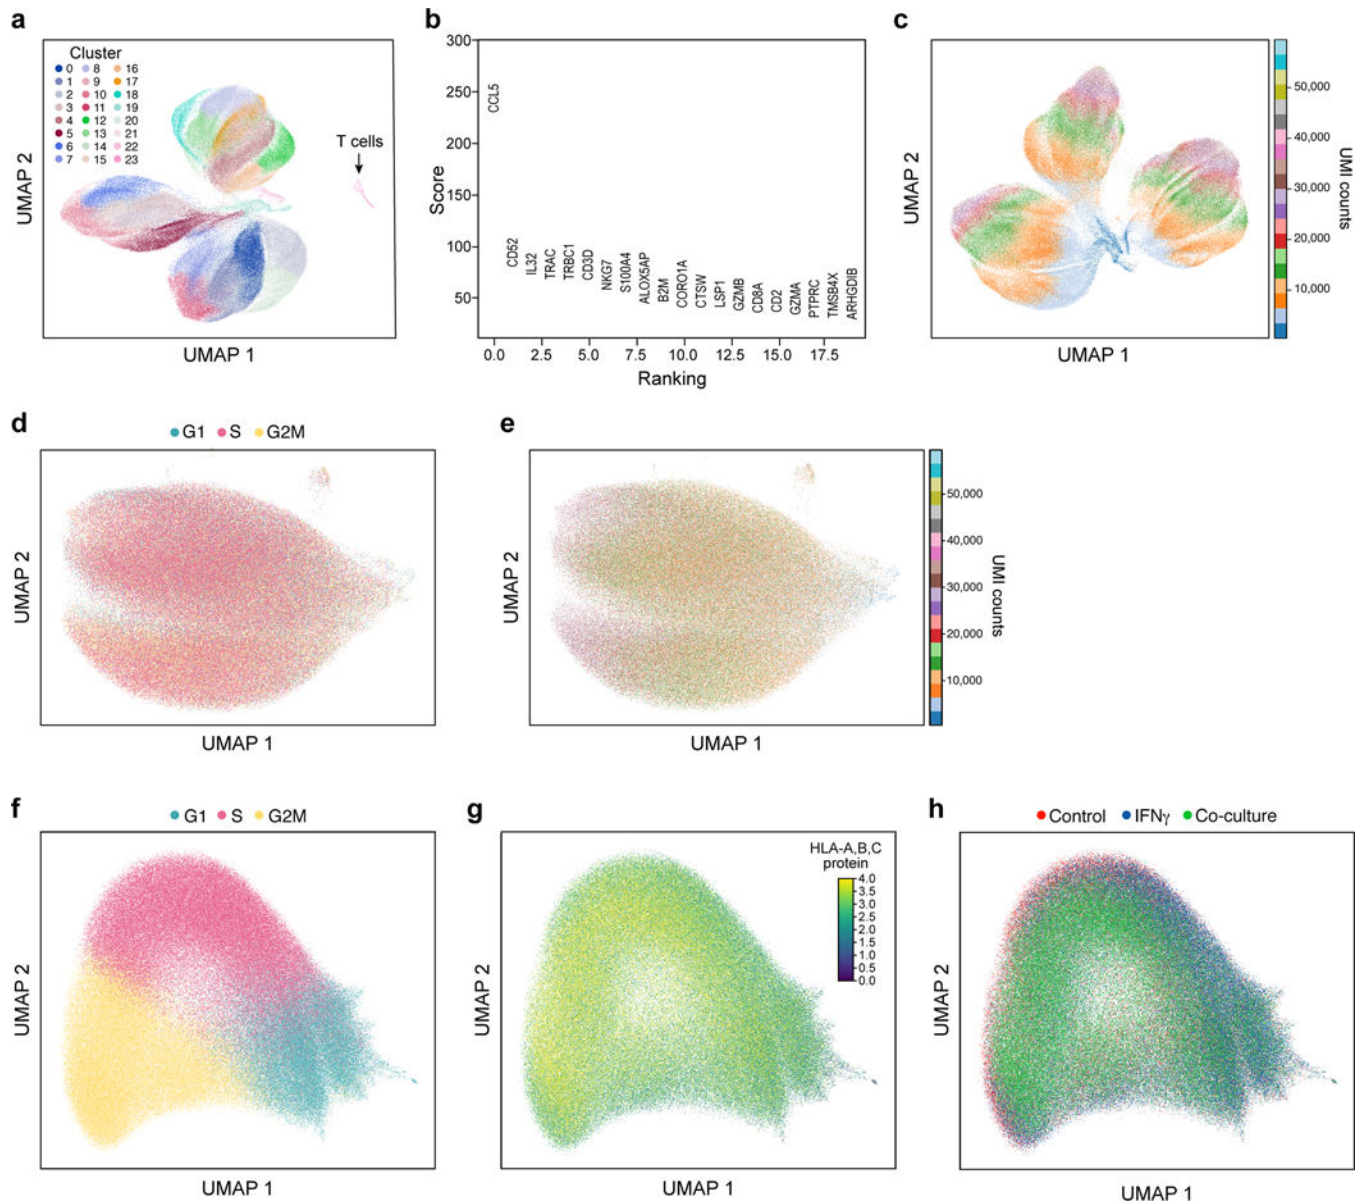 a
Cluster
0 8 16
1 9 17
2 10 18
3 11 19
4 12 20
5 13 21
6 14 22
7 15 23
T cells
UMAP 2
UMAP 1
b
300
250
200
150
100
50
Score
CCL5
CD52
IL32
TRAC
TRBC1
CD3D
NKG7
S100A4
ALOX5AP
B2M
CORO1A
CTSW
LSP1
GZMB
CD8A
CD2
GZMA
PTPRC
TMSB4X
ARHGDIB
0.0 2.5 5.0 7.5 10.0 12.5 15.0 17.5
Ranking
c
UMAP 2
UMAP 1
50,000
40,000
30,000
20,000
10,000
UMI counts
d
G1 S G2M
UMAP 2
UMAP 1
e
UMAP 2
UMAP 1
50,000
40,000
30,000
20,000
10,000
UMI counts
f
G1 S G2M
UMAP 2
UMAP 1
g
HLA-A,B,C
protein
4.0
3.5
3.0
2.5
2.0
1.5
1.0
0.5
0.0
UMAP 2
UMAP 1
h
Control IFNγ Co-culture
UMAP 2
UMAP 1